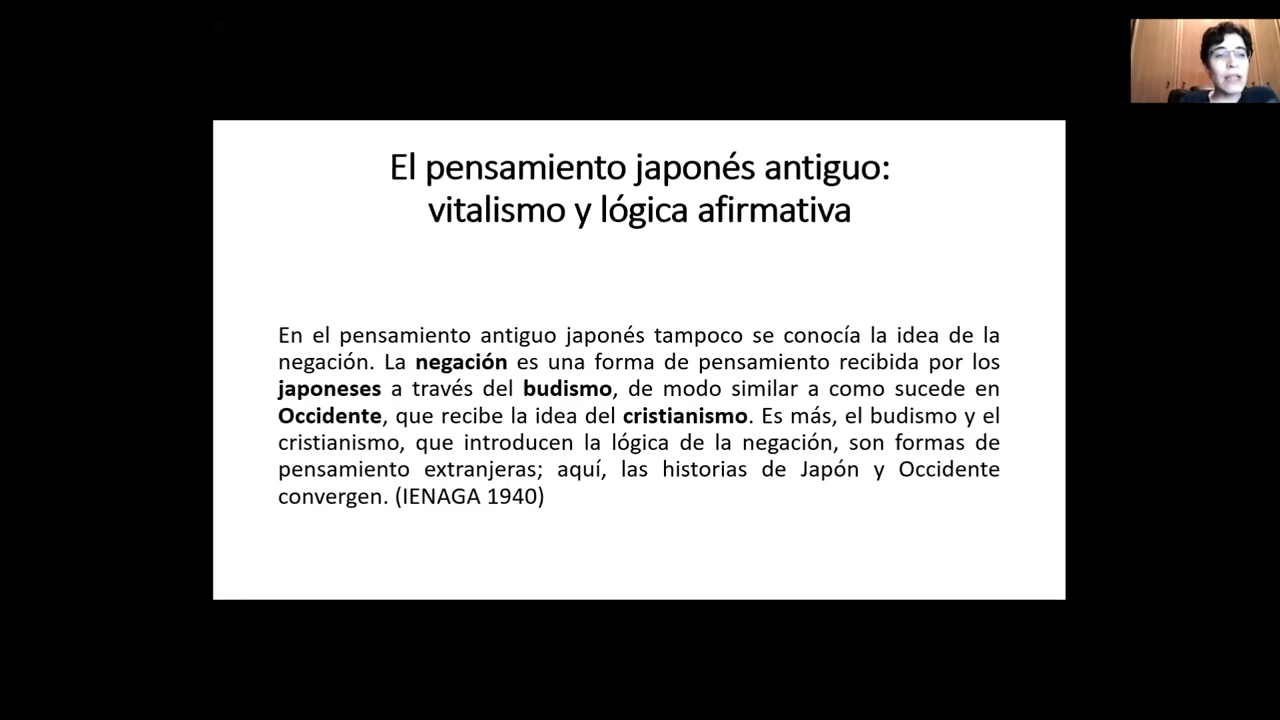 El pensamiento japonés antiguo:
vitalismo y lógica afirmativa
En el pensamiento antiguo japonés tampoco se conocía la idea de la
negación. La negación es una forma de pensamiento recibida por los
japoneses a través del budismo, de modo similar a como sucede en
Occidente, que recibe la idea del cristianismo. Es más, el budismo y el
cristianismo, que introducen la lógica de la negación, son formas de
pensamiento extranjeras; aquí, las historias de Japón y Occidente
convergen. (IENAGA 1940)